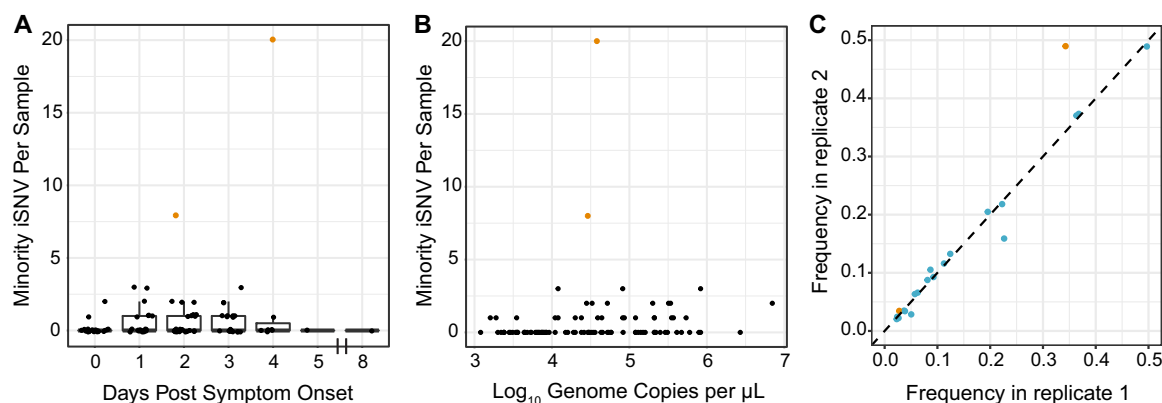 A
Minority iSNV Per Sample
20
15
10
5
0
0 1 2 3 4 5 8
Days Post Symptom Onset
B
Minority iSNV Per Sample
20
15
10
5
0
3 4 5 6 7
Log10 Genome Copies per µL
C
Frequency in replicate 2
0.5
0.4
0.3
0.2
0.1
0.0
0.0 0.1 0.2 0.3 0.4 0.5
Frequency in replicate 1